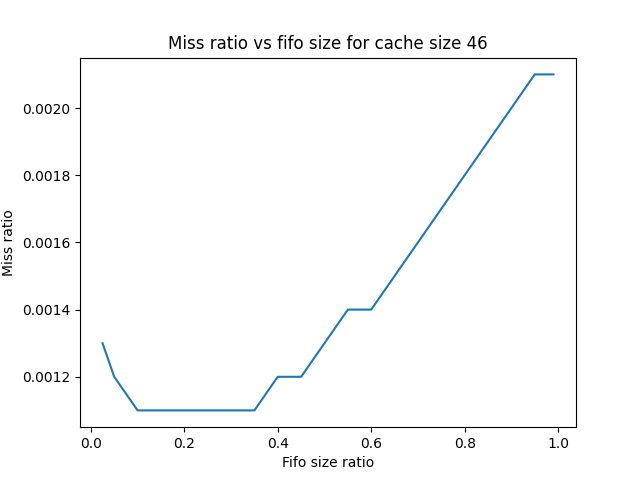 Miss ratio vs fifo size for cache size 46
0.0020
0.0018
0.0016
0.0014
0.0012
Miss ratio
0.0 0.2 0.4 0.6 0.8 1.0
Fifo size ratio